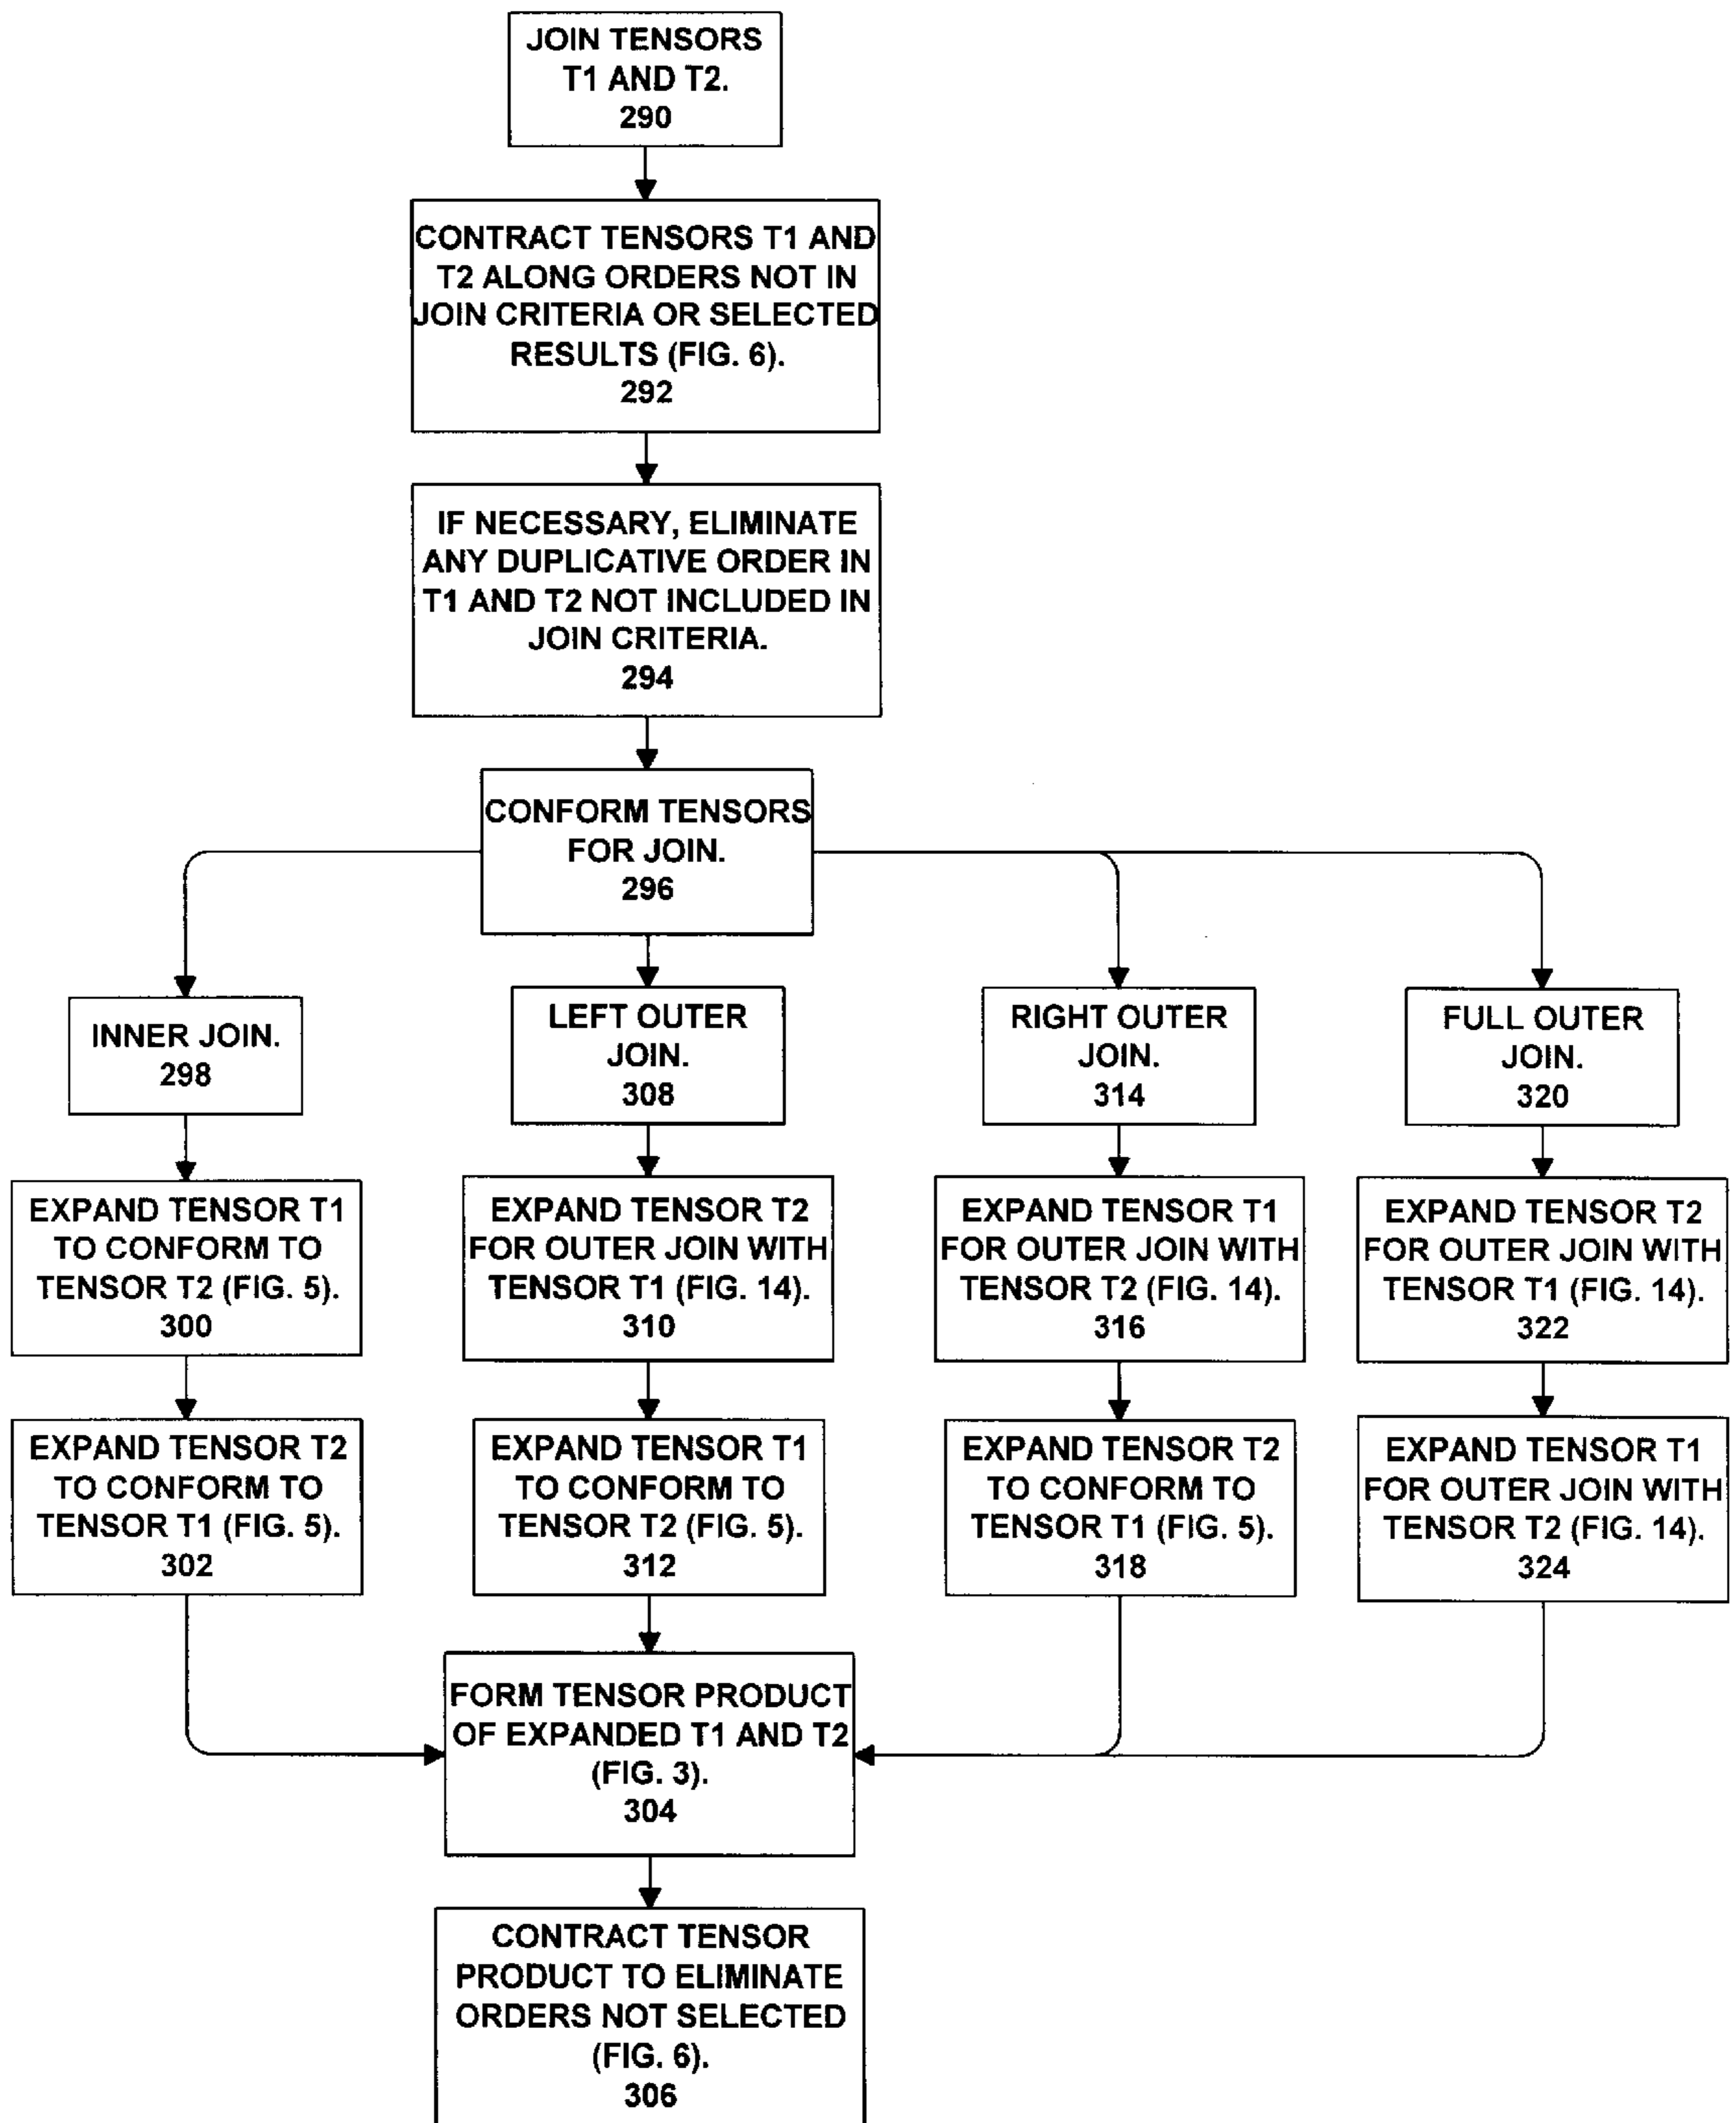 JOIN TENSORS
T1 AND T2.
290
CONTRACT TENSORS T1 AND
T2 ALONG ORDERS NOT IN
JOIN CRITERIA OR SELECTED
RESULTS (FIG. 6).
292
IF NECESSARY, ELIMINATE
ANY DUPLICATIVE ORDER IN
T1 AND T2 NOT INCLUDED IN
JOIN CRITERIA.
294
CONFORM TENSORS
FOR JOIN.
296
INNER JOIN.
298
EXPAND TENSOR T1
TO CONFORM TO
TENSOR T2 (FIG. 5).
300
EXPAND TENSOR T2
TO CONFORM TO
TENSOR T1 (FIG. 5).
302
LEFT OUTER
JOIN.
308
EXPAND TENSOR T2
FOR OUTER JOIN WITH
TENSOR T1 (FIG. 14).
310
EXPAND TENSOR T1
TO CONFORM TO
TENSOR T2 (FIG. 5).
312
RIGHT OUTER
JOIN.
314
EXPAND TENSOR T1
FOR OUTER JOIN WITH
TENSOR T2 (FIG. 14).
316
EXPAND TENSOR T2
TO CONFORM TO
TENSOR T1 (FIG. 5).
318
FULL OUTER
JOIN.
320
EXPAND TENSOR T2
FOR OUTER JOIN WITH
TENSOR T1 (FIG. 14).
322
EXPAND TENSOR T1
FOR OUTER JOIN WITH
TENSOR T2 (FIG. 14).
324
FORM TENSOR PRODUCT
OF EXPANDED T1 AND T2
(FIG. 3).
304
CONTRACT TENSOR
PRODUCT TO ELIMINATE
ORDERS NOT SELECTED
(FIG. 6).
306